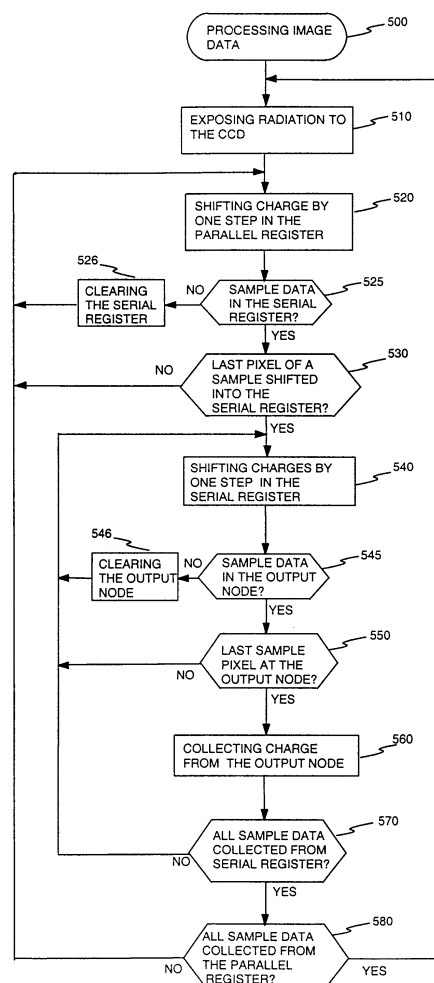 PROCESSING IMAGE
DATA
500
EXPOSING RADIATION TO
THE CCD
510
SHIFTING CHARGE BY
ONE STEP IN THE
PARALLEL REGISTER
520
526
CLEARING
THE SERIAL
REGISTER
NO
SAMPLE DATA
IN THE SERIAL
REGISTER?
525
YES
NO
LAST PIXEL OF A
SAMPLE SHIFTED
INTO THE
SERIAL REGISTER?
530
YES
SHIFTING CHARGES BY
ONE STEP IN THE
SERIAL REGISTER
540
546
CLEARING
THE OUTPUT
NODE
NO
SAMPLE DATA
IN THE OUTPUT
NODE?
545
YES
LAST SAMPLE
PIXEL AT THE
OUTPUT NODE?
550
NO
YES
COLLECTING CHARGE
FROM THE OUTPUT NODE
560
ALL SAMPLE DATA
COLLECTED FROM
SERIAL REGISTER?
570
NO
YES
ALL SAMPLE DATA
COLLECTED FROM
THE PARALLEL
REGISTER?
580
NO
YES